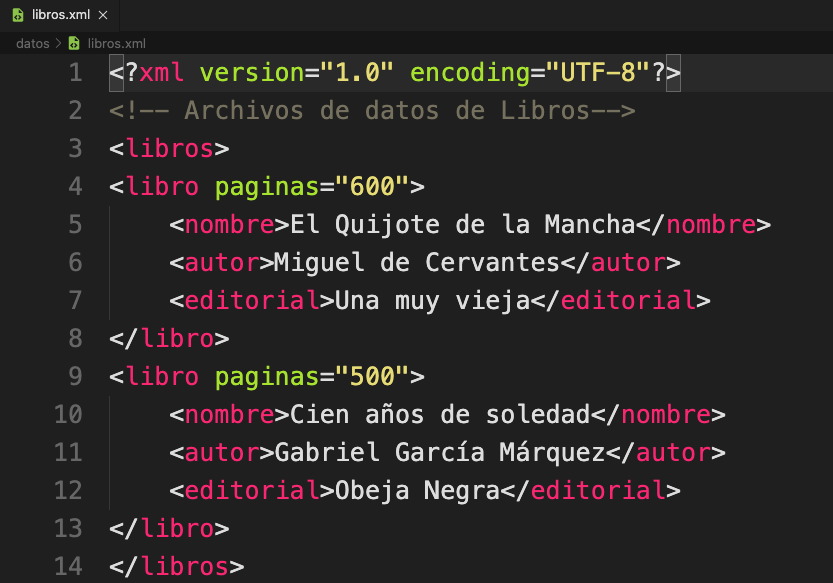 libros.xml ×
datos > libros.xml
1 <?xml version="1.0" encoding="UTF-8"?>
2 <!-- Archivos de datos de Libros-->
3 <libros>
4 <libro paginas="600">
5     <nombre>El Quijote de la Mancha</nombre>
6     <autor>Miguel de Cervantes</autor>
7     <editorial>Una muy vieja</editorial>
8 </libro>
9 <libro paginas="500">
10     <nombre>Cien años de soledad</nombre>
11     <autor>Gabriel García Márquez</autor>
12     <editorial>Obeja Negra</editorial>
13 </libro>
14 </libros>